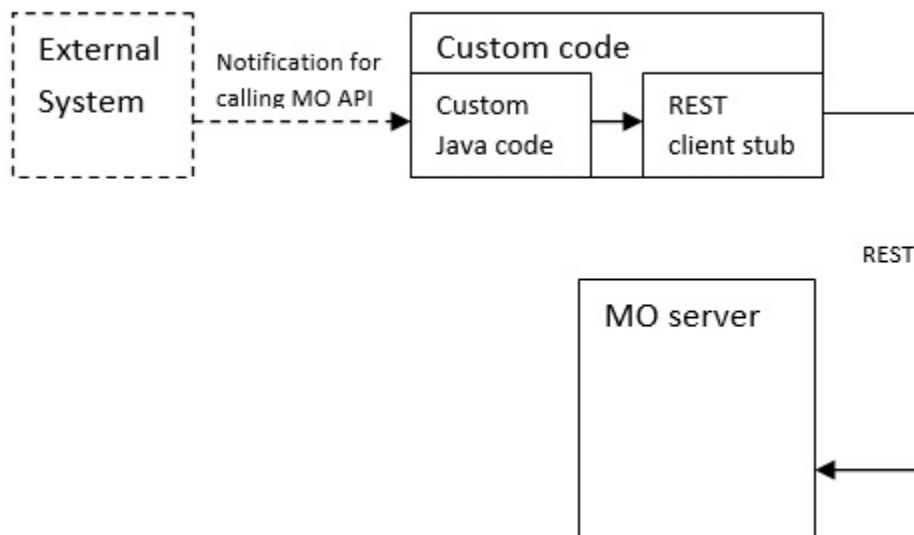 External
System
Notification for
calling MO API
Custom code
Custom
Java code
REST
client stub
REST
MO server